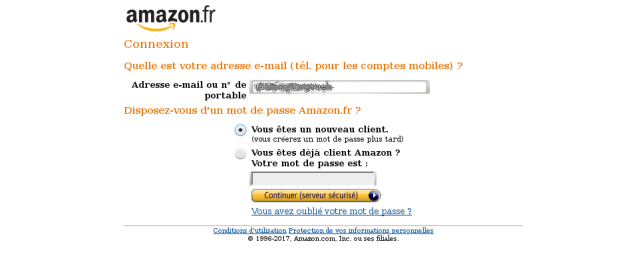 amazon.fr
Connexion
Quelle est votre adresse e-mail (tél. pour les comptes mobiles) ?
Adresse e-mail ou n° de
portable
Disposez-vous d'un mot de passe Amazon.fr ?
Vous êtes un nouveau client.
(vous créerez un mot de passe plus tard)
Vous êtes déjà client Amazon ?
Votre mot de passe est :
Continuer (serveur sécurisé)
Vous avez oublié votre mot de passe ?
Conditions d'utilisation Protection de vos informations personnelles
© 1996-2017, Amazon.com, Inc. ou ses filiales.